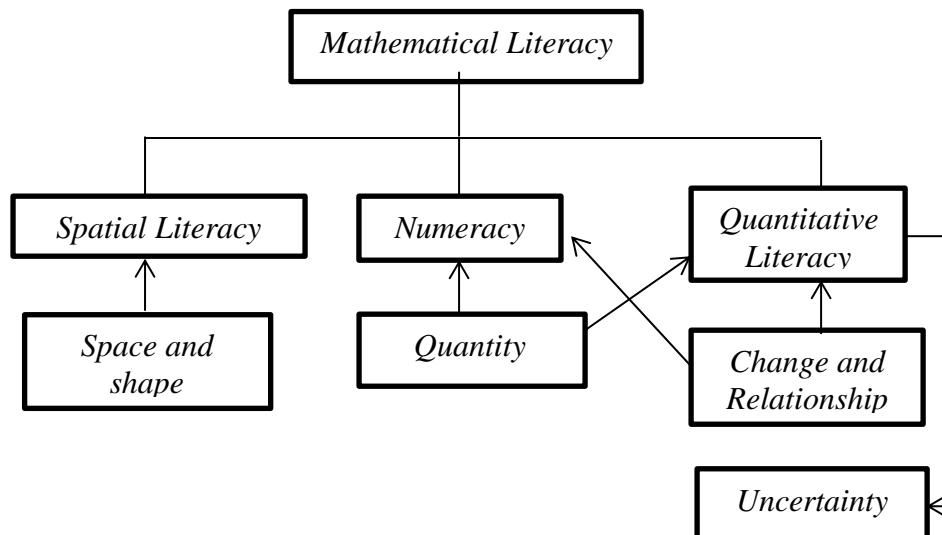 Mathematical Literacy
Spatial Literacy
Numeracy
Quantitative
Literacy
Space and
shape
Quantity
Change and
Relationship
Uncertainty